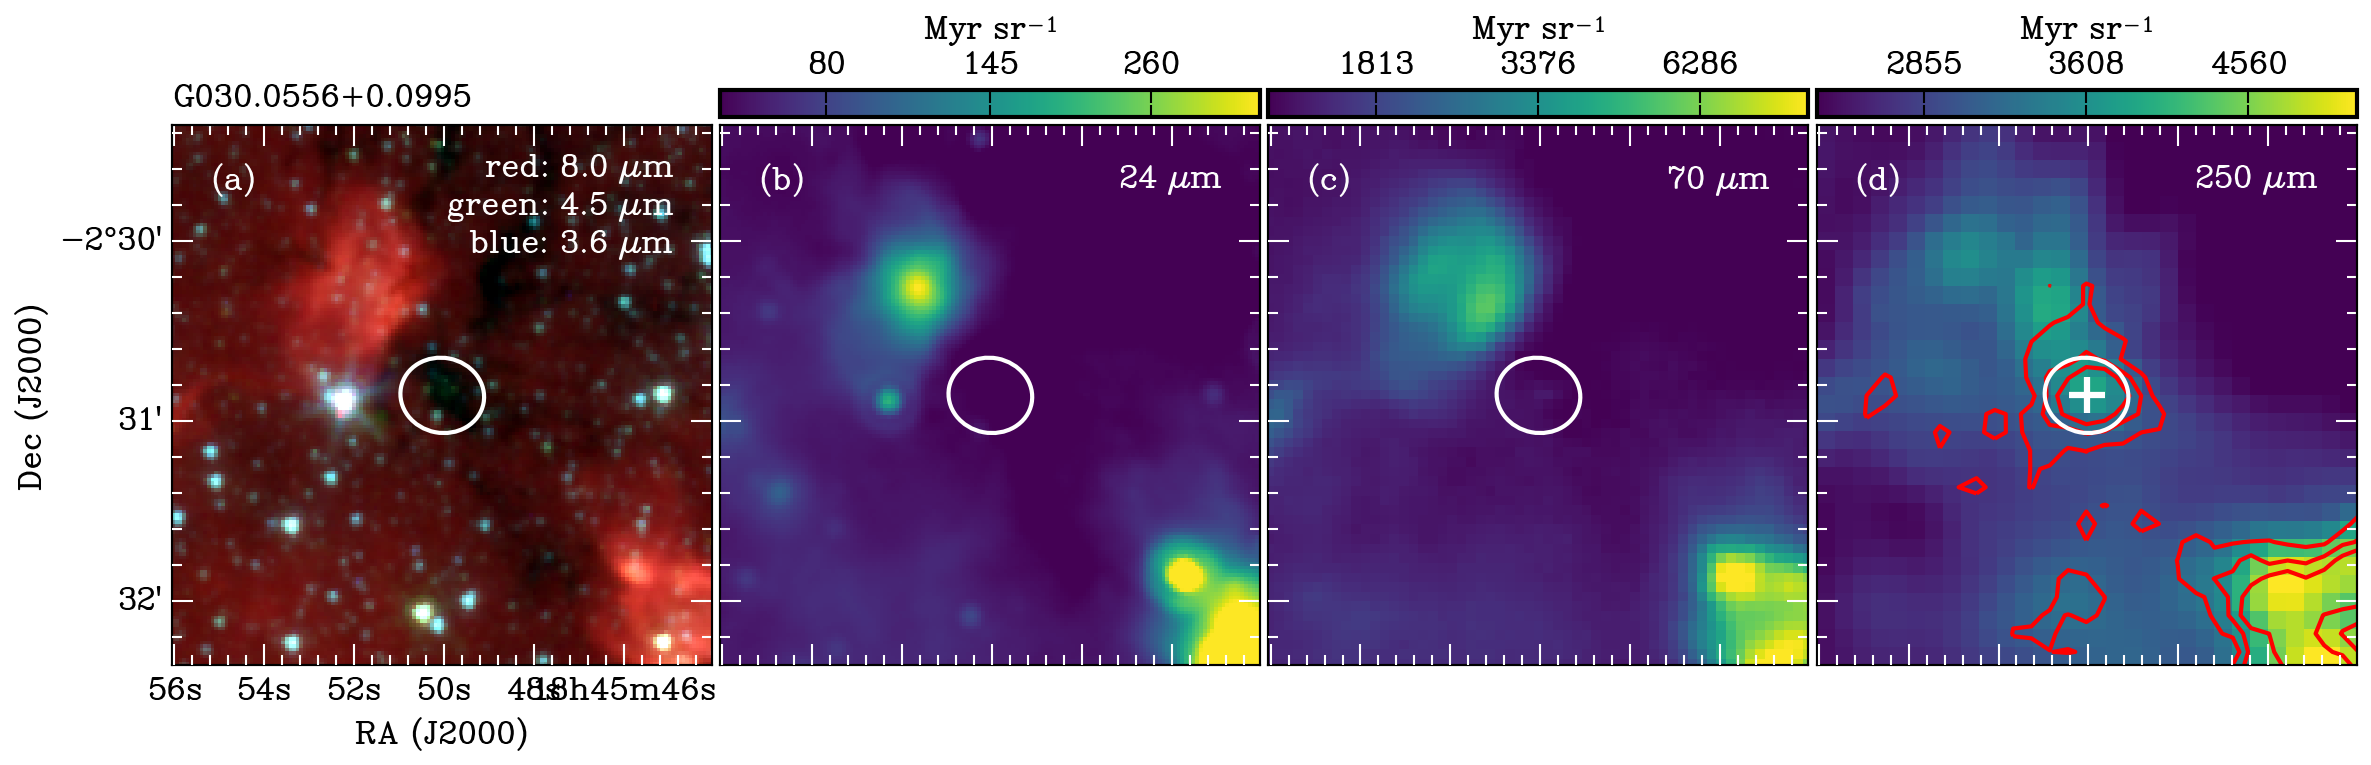 G030.0556+0.0995
Myr sr⁻¹
80 145 260
Myr sr⁻¹
1813 3376 6286
Myr sr⁻¹
2855 3608 4560
(a)
red: 8.0 μm
green: 4.5 μm
blue: 3.6 μm
(b)
24 μm
(c)
70 μm
(d)
250 μm
−2°30'
31'
32'
Dec (J2000)
56s 54s 52s 50s 48s 18h45m46s
RA (J2000)